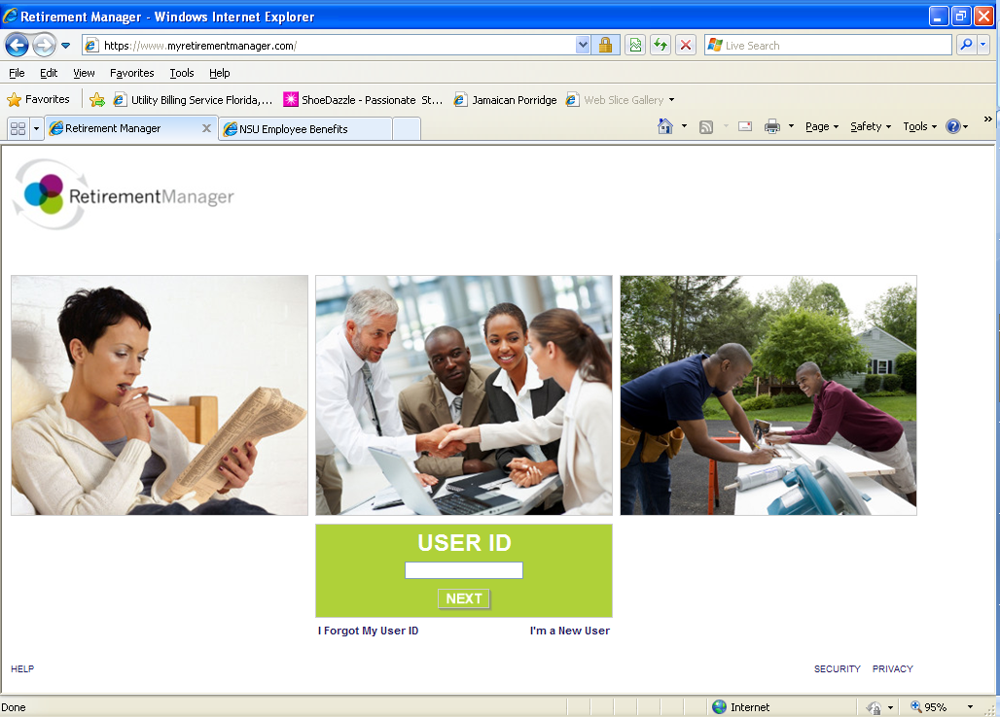 Retirement Manager - Windows Internet Explorer
https://www.myretirementmanager.com/
Live Search
File Edit View Favorites Tools Help
Favorites Utility Billing Service Florida,... ShoeDazzle - Passionate St... Jamaican Porridge Web Slice Gallery
Retirement Manager X NSU Employee Benefits Page Safety Tools »
RetirementManager
USER ID
NEXT
I Forgot My User ID I'm a New User
HELP SECURITY PRIVACY
Done Internet 95%